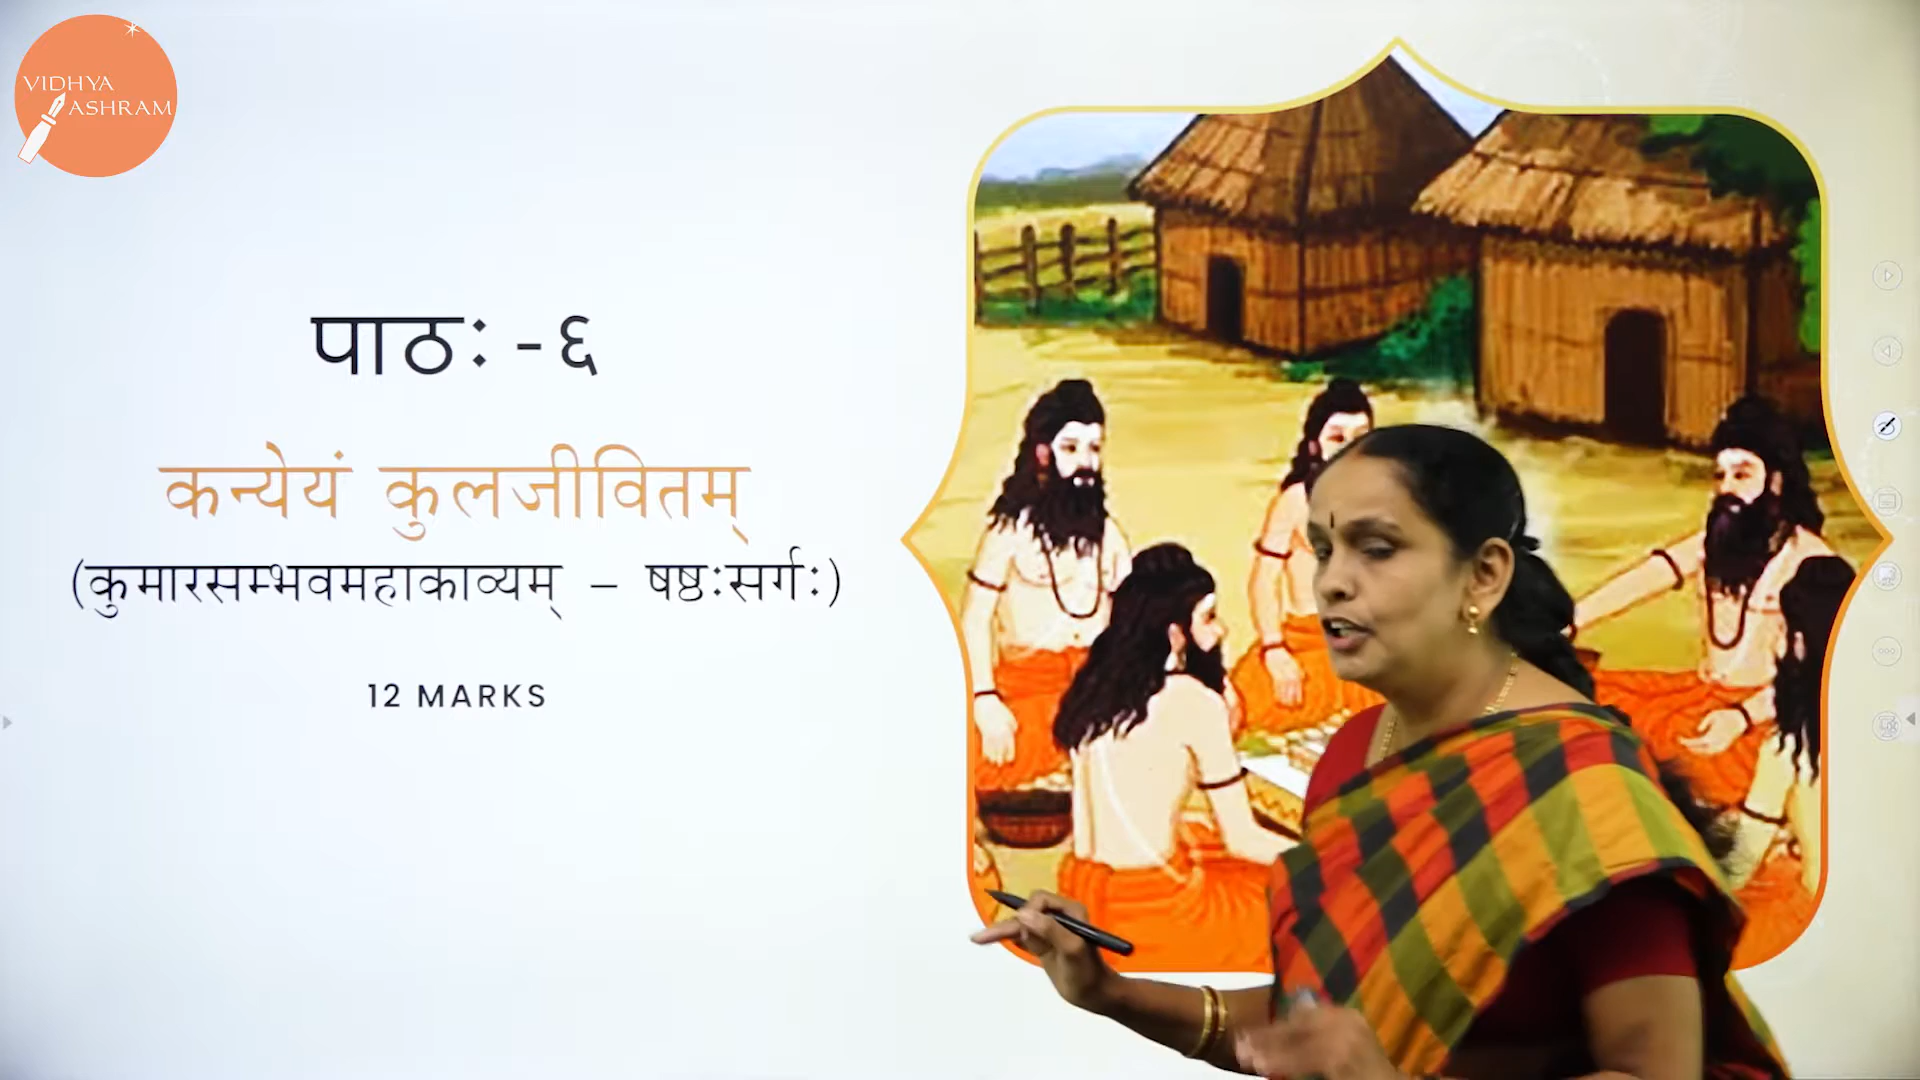 VIDHYA
ASHRAM
पाठः -६
कन्येयं कुलजीवितम्
(कुमारसम्भवमहाकाव्यम् – षष्ठःसर्गः)
12 MARKS